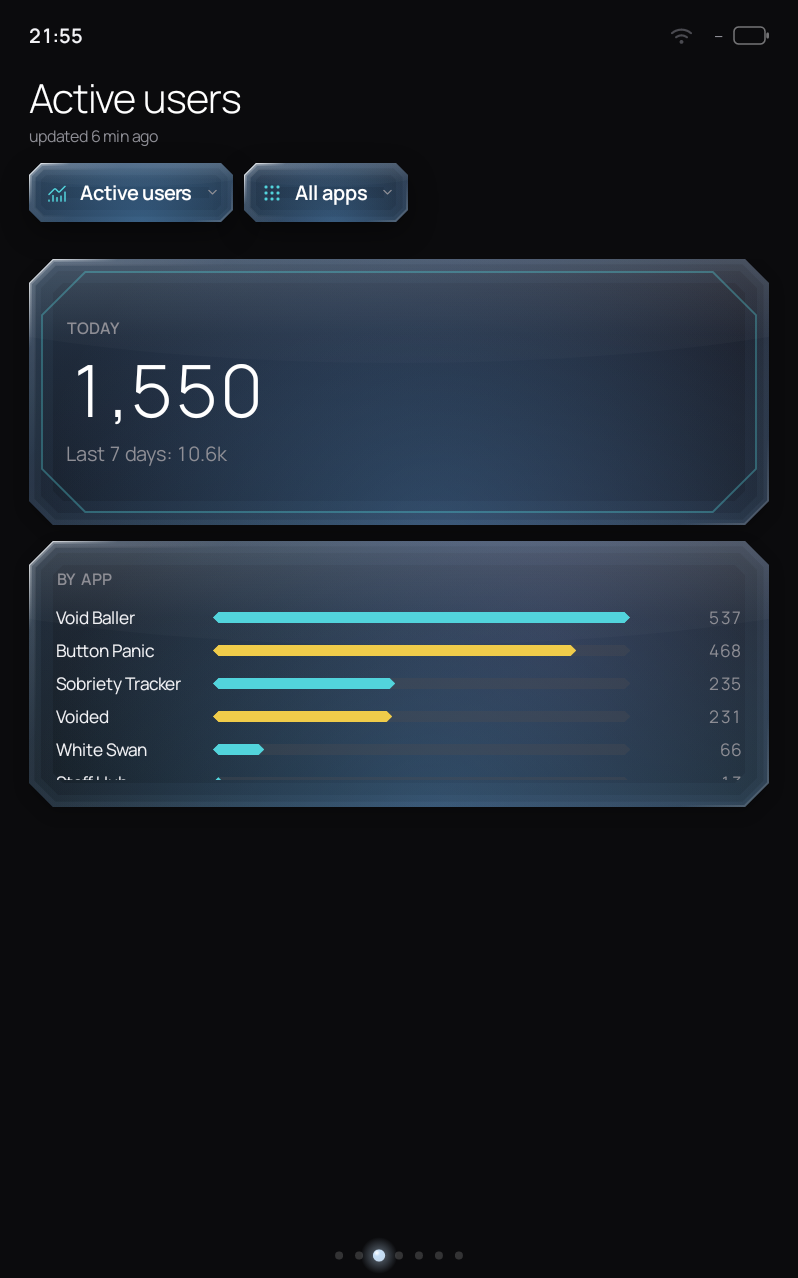 21:55
Active users
updated 6 min ago
Active users
All apps
TODAY
1,550
Last 7 days: 10.6k
BY APP
Void Baller 537
Button Panic 468
Sobriety Tracker 235
Voided 231
White Swan 66